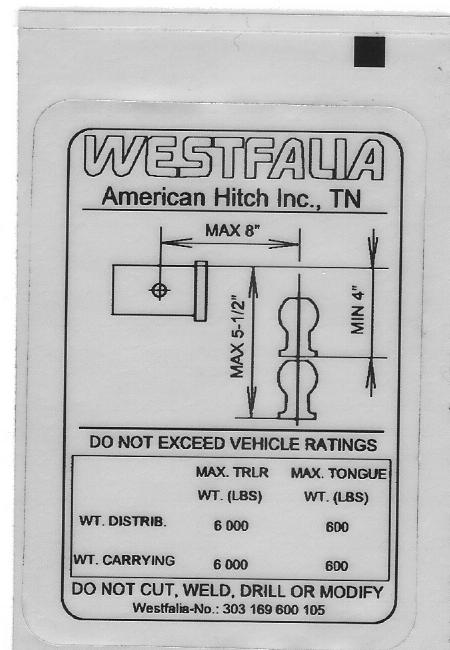 WESTFALIA
American Hitch Inc., TN
MAX 8"
MAX 5-1/2"
MIN 4"
DO NOT EXCEED VEHICLE RATINGS
MAX. TRLR MAX. TONGUE
WT. (LBS) WT. (LBS)
WT. DISTRIB. 6 000 600
WT. CARRYING 6 000 600
DO NOT CUT, WELD, DRILL OR MODIFY
Westfalia-No.: 303 169 600 105